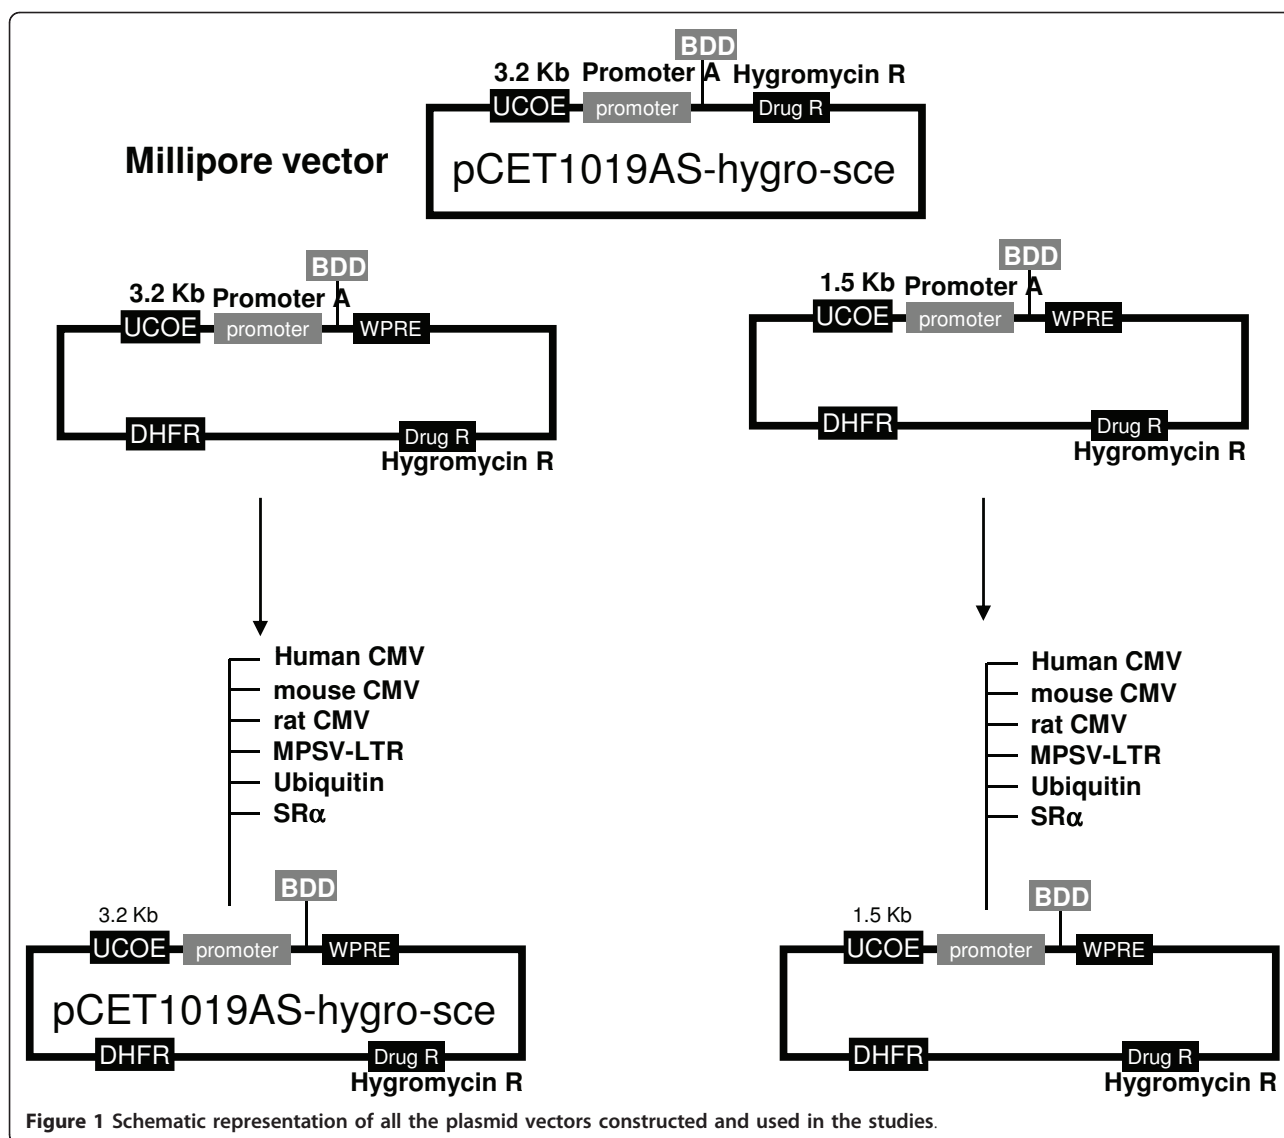 BDD
3.2 Kb Promoter A Hygromycin R
UCOE promoter Drug R
Millipore vector
pCET1019AS-hygro-sce
BDD
3.2 Kb Promoter A
UCOE promoter WPRE
DHFR Drug R
Hygromycin R
BDD
1.5 Kb Promoter A
UCOE promoter WPRE
DHFR Drug R
Hygromycin R
Human CMV
mouse CMV
rat CMV
MPSV-LTR
Ubiquitin
SRα
Human CMV
mouse CMV
rat CMV
MPSV-LTR
Ubiquitin
SRα
BDD
3.2 Kb
UCOE promoter WPRE
pCET1019AS-hygro-sce
DHFR Drug R
Hygromycin R
BDD
1.5 Kb
UCOE promoter WPRE
DHFR Drug R
Hygromycin R
Figure 1 Schematic representation of all the plasmid vectors constructed and used in the studies.